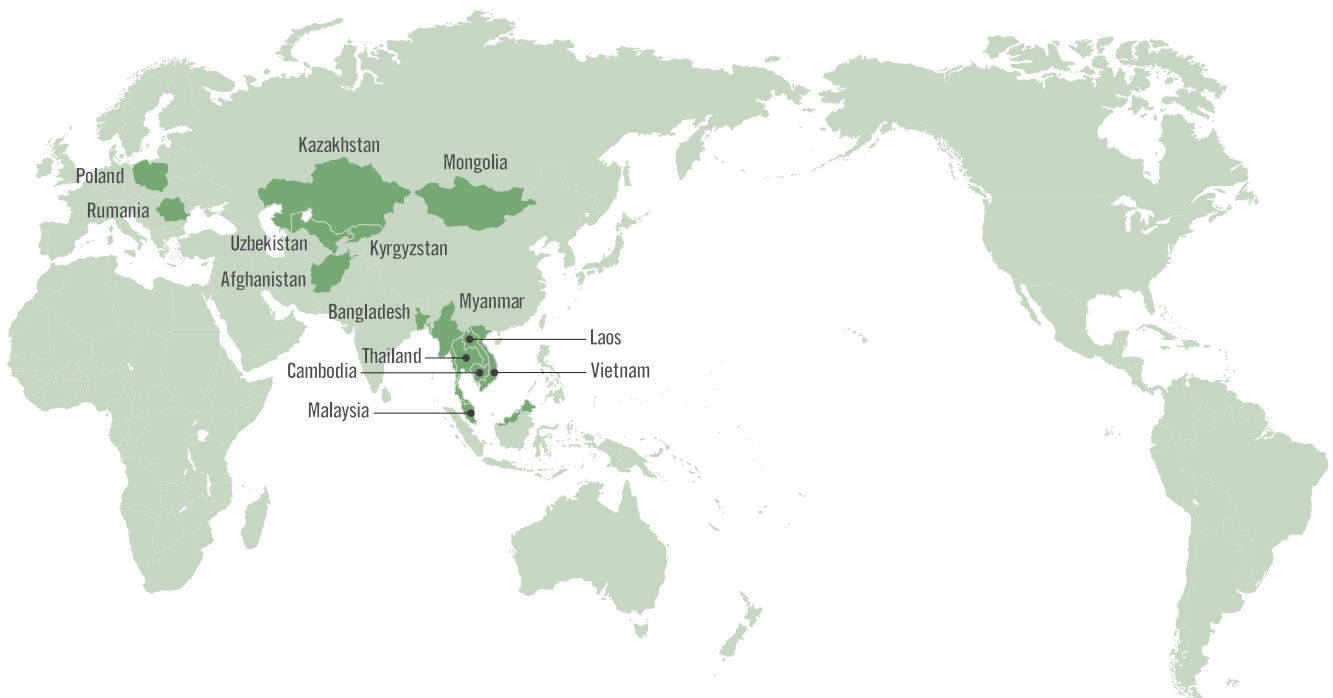 Kazakhstan
Mongolia
Poland
Rumania
Uzbekistan
Kyrgyzstan
Afghanistan
Bangladesh
Myanmar
Laos
Thailand
Cambodia
Vietnam
Malaysia